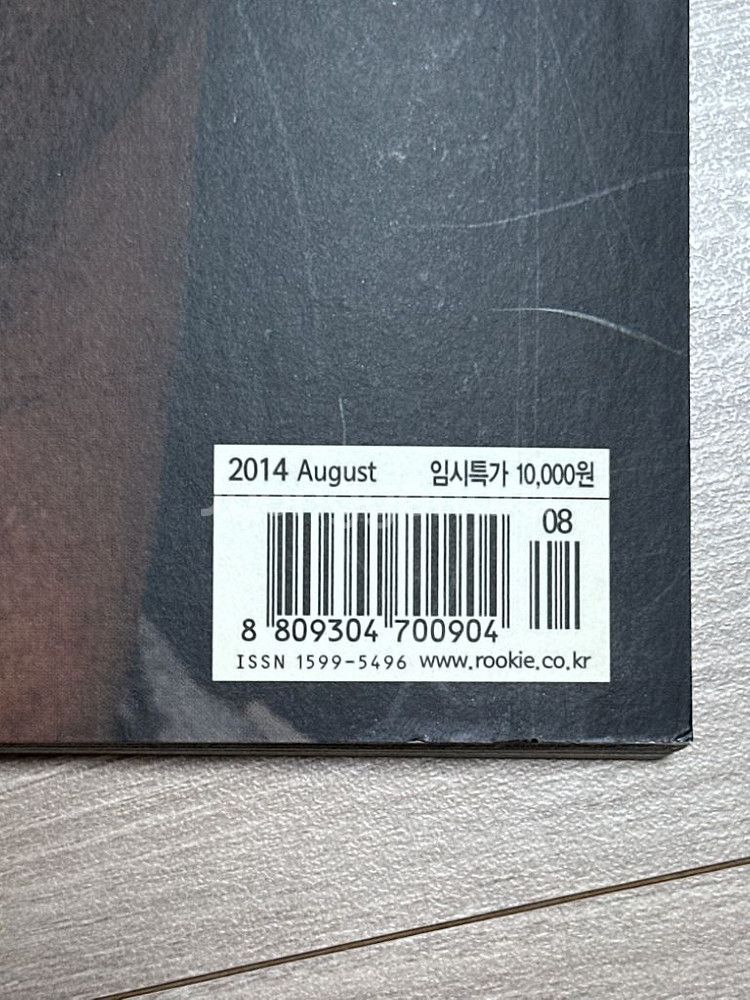 2014 August 임시특가 10,000원
08
8 809304 700904
ISSN 1599-5496 www.rookie.co.kr